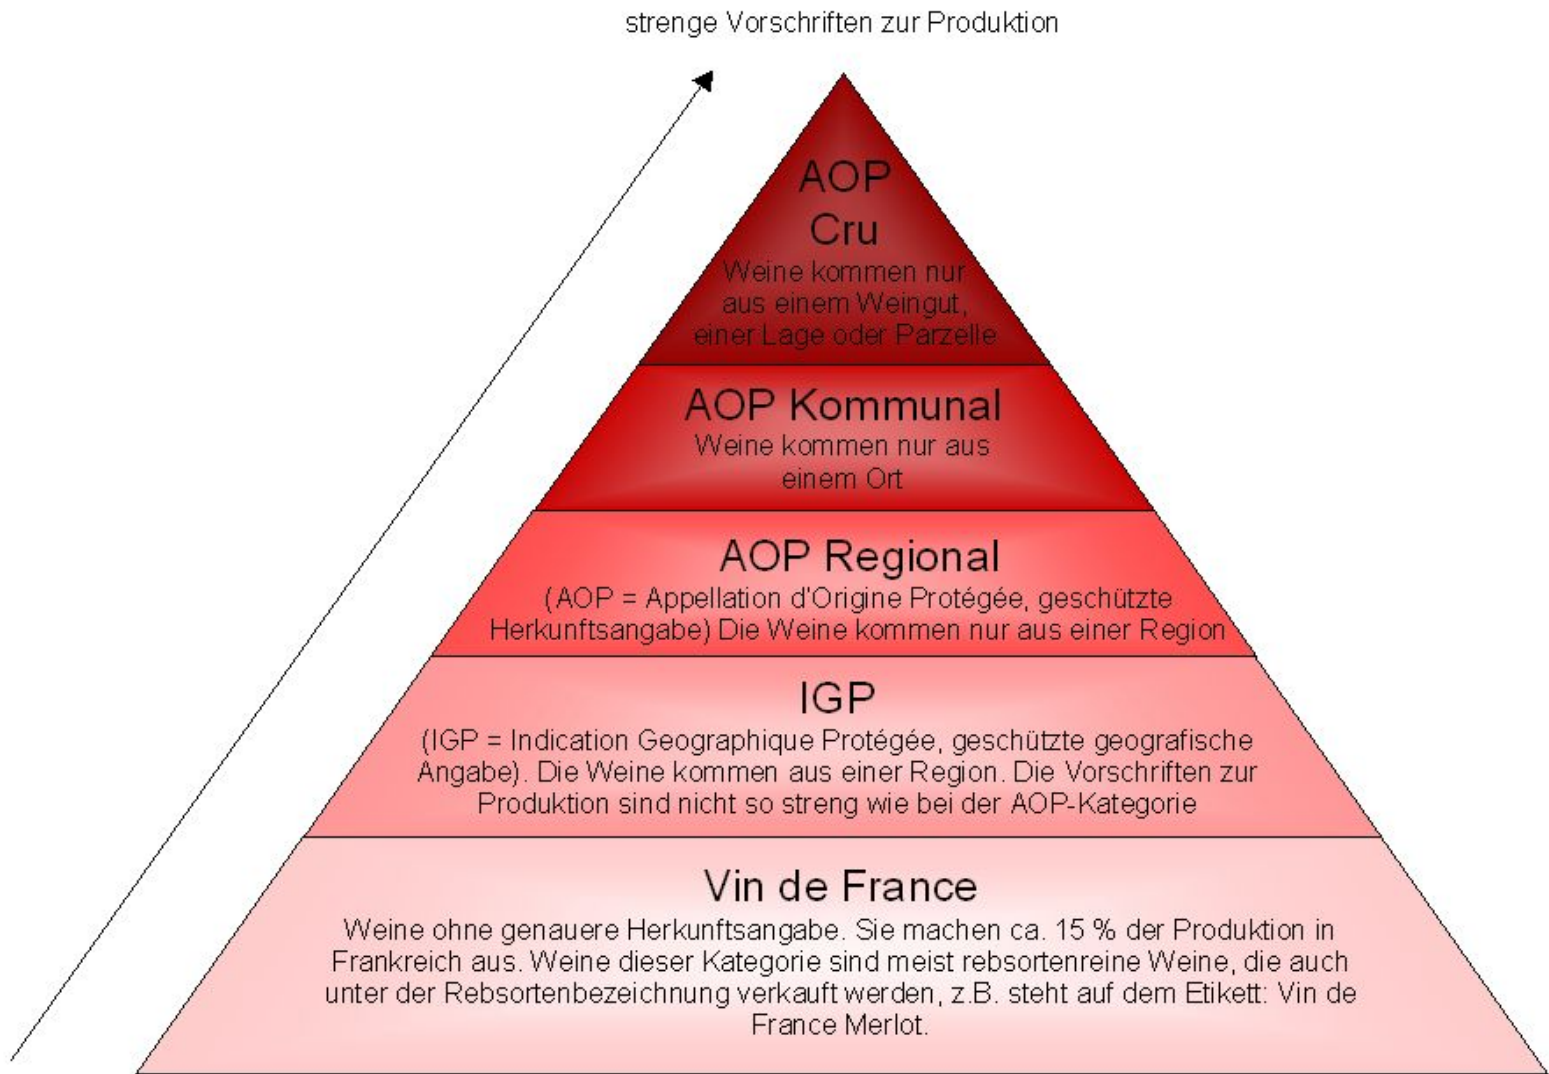 strenge Vorschriften zur Produktion
AOP
Cru
Weine kommen nur
aus einem Weingut,
einer Lage oder Parzelle
AOP Kommunal
Weine kommen nur aus
einem Ort
AOP Regional
(AOP = Appellation d'Origine Protégée, geschützte
Herkunftsangabe) Die Weine kommen nur aus einer Region
IGP
(IGP = Indication Geographique Protégée, geschützte geografische
Angabe). Die Weine kommen aus einer Region. Die Vorschriften zur
Produktion sind nicht so streng wie bei der AOP-Kategorie
Vin de France
Weine ohne genauere Herkunftsangabe. Sie machen ca. 15 % der Produktion in
Frankreich aus. Weine dieser Kategorie sind meist rebsortenreine Weine, die auch
unter der Rebsortenbezeichnung verkauft werden, z.B. steht auf dem Etikett: Vin de
France Merlot.